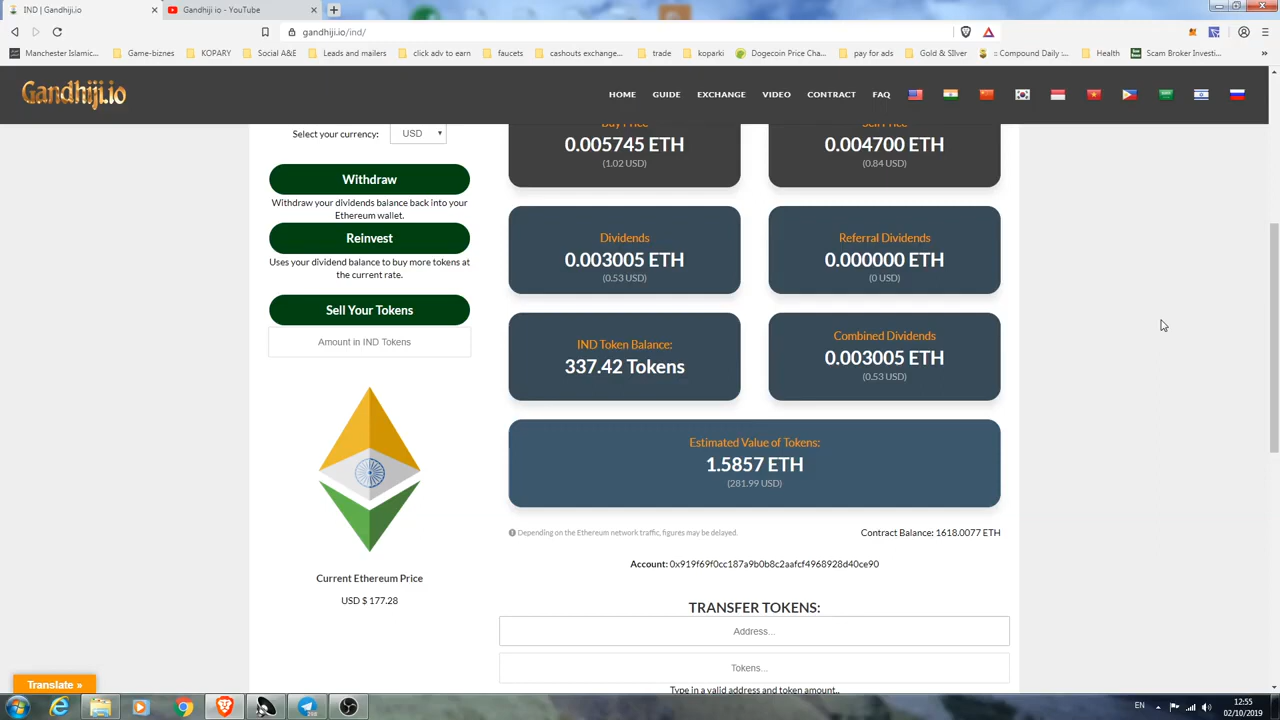 IND | Gandhiji.io
Gandhiji io - YouTube
gandhiji.io/ind/
Manchester Islamic...
Game-biznes
KOPARY
Social A&E
Leads and mailers
click adv to earn
faucets
cashouts exchange...
trade
koparki
Dogecoin Price Cha...
pay for ads
Gold & SIlver
:: Compound Daily :...
Health
Scam Broker Investi...
Gandhiji.io
HOME
GUIDE
EXCHANGE
VIDEO
CONTRACT
FAQ
Select your currency:
USD
Withdraw
Withdraw your dividends balance back into your
Ethereum wallet.
Reinvest
Uses your dividend balance to buy more tokens at
the current rate.
Sell Your Tokens
Amount in IND Tokens
Current Ethereum Price
USD $ 177.28
Buy Price
0.005745 ETH
(1.02 USD)
Sell Price
0.004700 ETH
(0.84 USD)
Dividends
0.003005 ETH
(0.53 USD)
Referral Dividends
0.000000 ETH
(0 USD)
IND Token Balance:
337.42 Tokens
Combined Dividends
0.003005 ETH
(0.53 USD)
Estimated Value of Tokens:
1.5857 ETH
(281.99 USD)
Depending on the Ethereum network traffic, figures may be delayed.
Contract Balance: 1618.0077 ETH
Account: 0x919f69f0cc187a9b0b8c2aafcf4968928d40ce90
TRANSFER TOKENS:
Address...
Tokens...
Type in a valid address and token amount..
Translate »
EN
12:55
02/10/2019